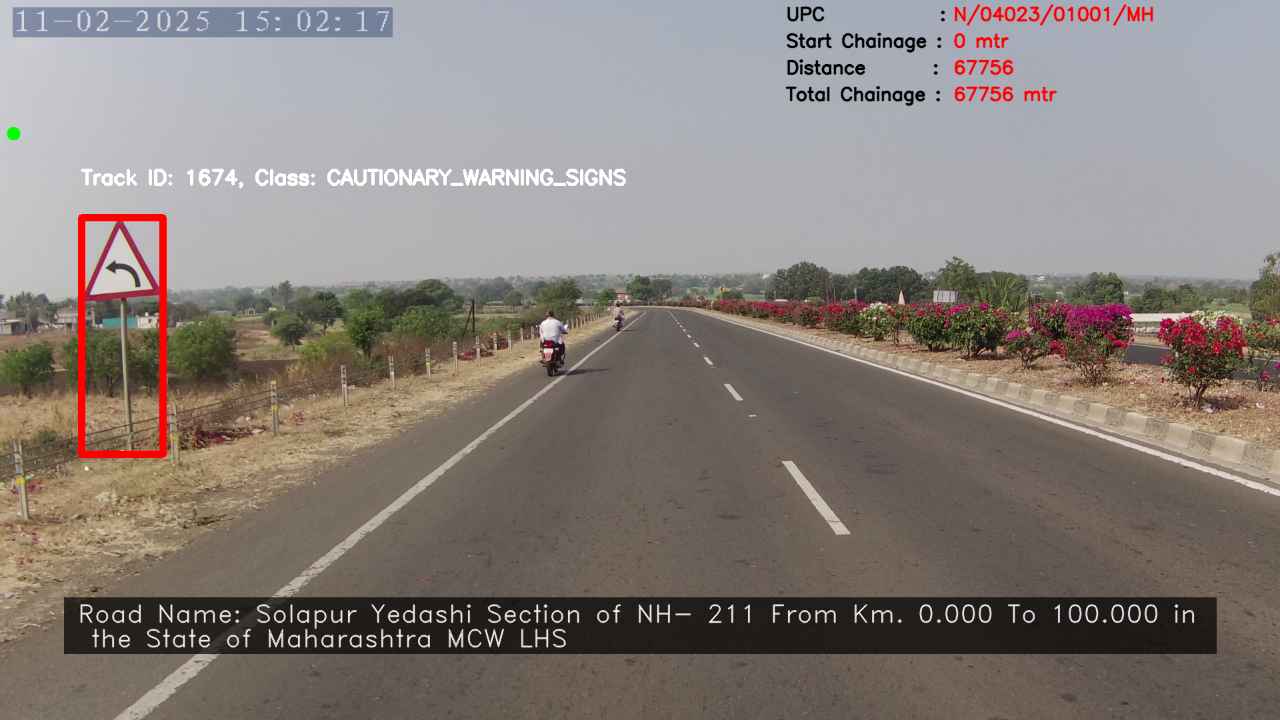 11-02-2025 15:02:17
UPC : N/04023/01001/MH
Start Chainage : 0 mtr
Distance : 67756
Total Chainage : 67756 mtr
Track ID: 1674, Class: CAUTIONARY_WARNING_SIGNS
Road Name: Solapur Yedashi Section of NH- 211 From Km. 0.000 To 100.000 in
the State of Maharashtra MCW LHS